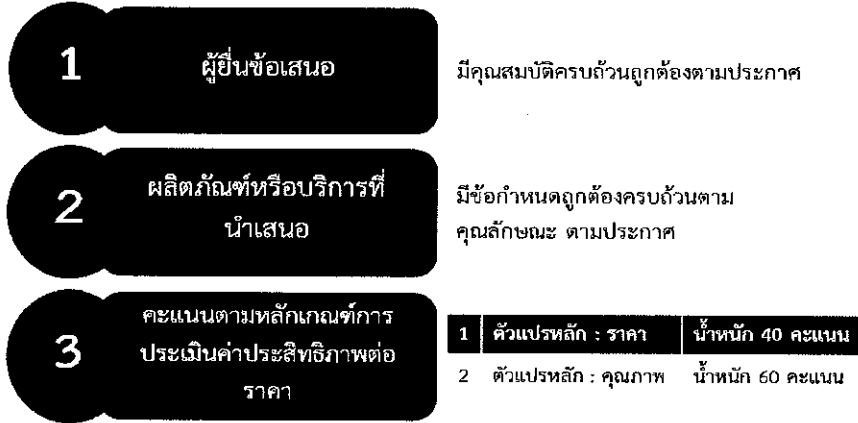 1
ผู้ยื่นข้อเสนอ
มีคุณสมบัติครบถ้วนถูกต้องตามประกาศ
2
ผลิตภัณฑ์หรือบริการที่
นำเสนอ
มีข้อกำหนดถูกต้องครบถ้วนตาม
คุณลักษณะ ตามประกาศ
3
คะแนนตามหลักเกณฑ์การ
ประเมินค่าประสิทธิภาพต่อ
ราคา
1 ตัวแปรหลัก : ราคา น้ำหนัก 40 คะแนน
2 ตัวแปรหลัก : คุณภาพ น้ำหนัก 60 คะแนน